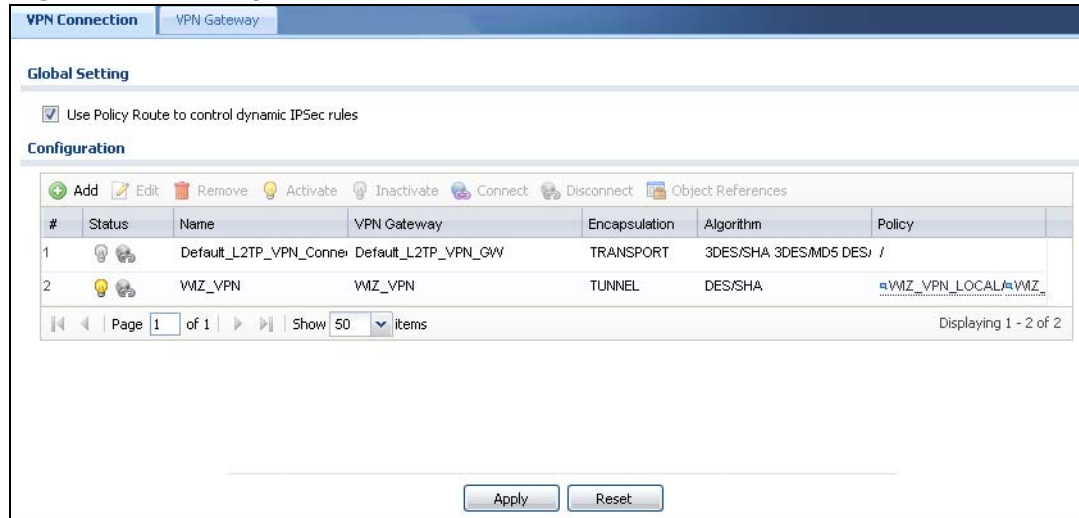 VPN Connection VPN Gateway
Global Setting
Use Policy Route to control dynamic IPSec rules
Configuration
Add Edit Remove Activate Inactivate Connect Disconnect Object References
# Status Name VPN Gateway Encapsulation Algorithm Policy
1 Default_L2TP_VPN_Conne Default_L2TP_VPN_GW TRANSPORT 3DES/SHA 3DES/MD5 DES/ /
2 WIZ_VPN WIZ_VPN TUNNEL DES/SHA WIZ_VPN_LOCAL/WIZ_
Page 1 of 1 Show 50 items Displaying 1 - 2 of 2
Apply Reset